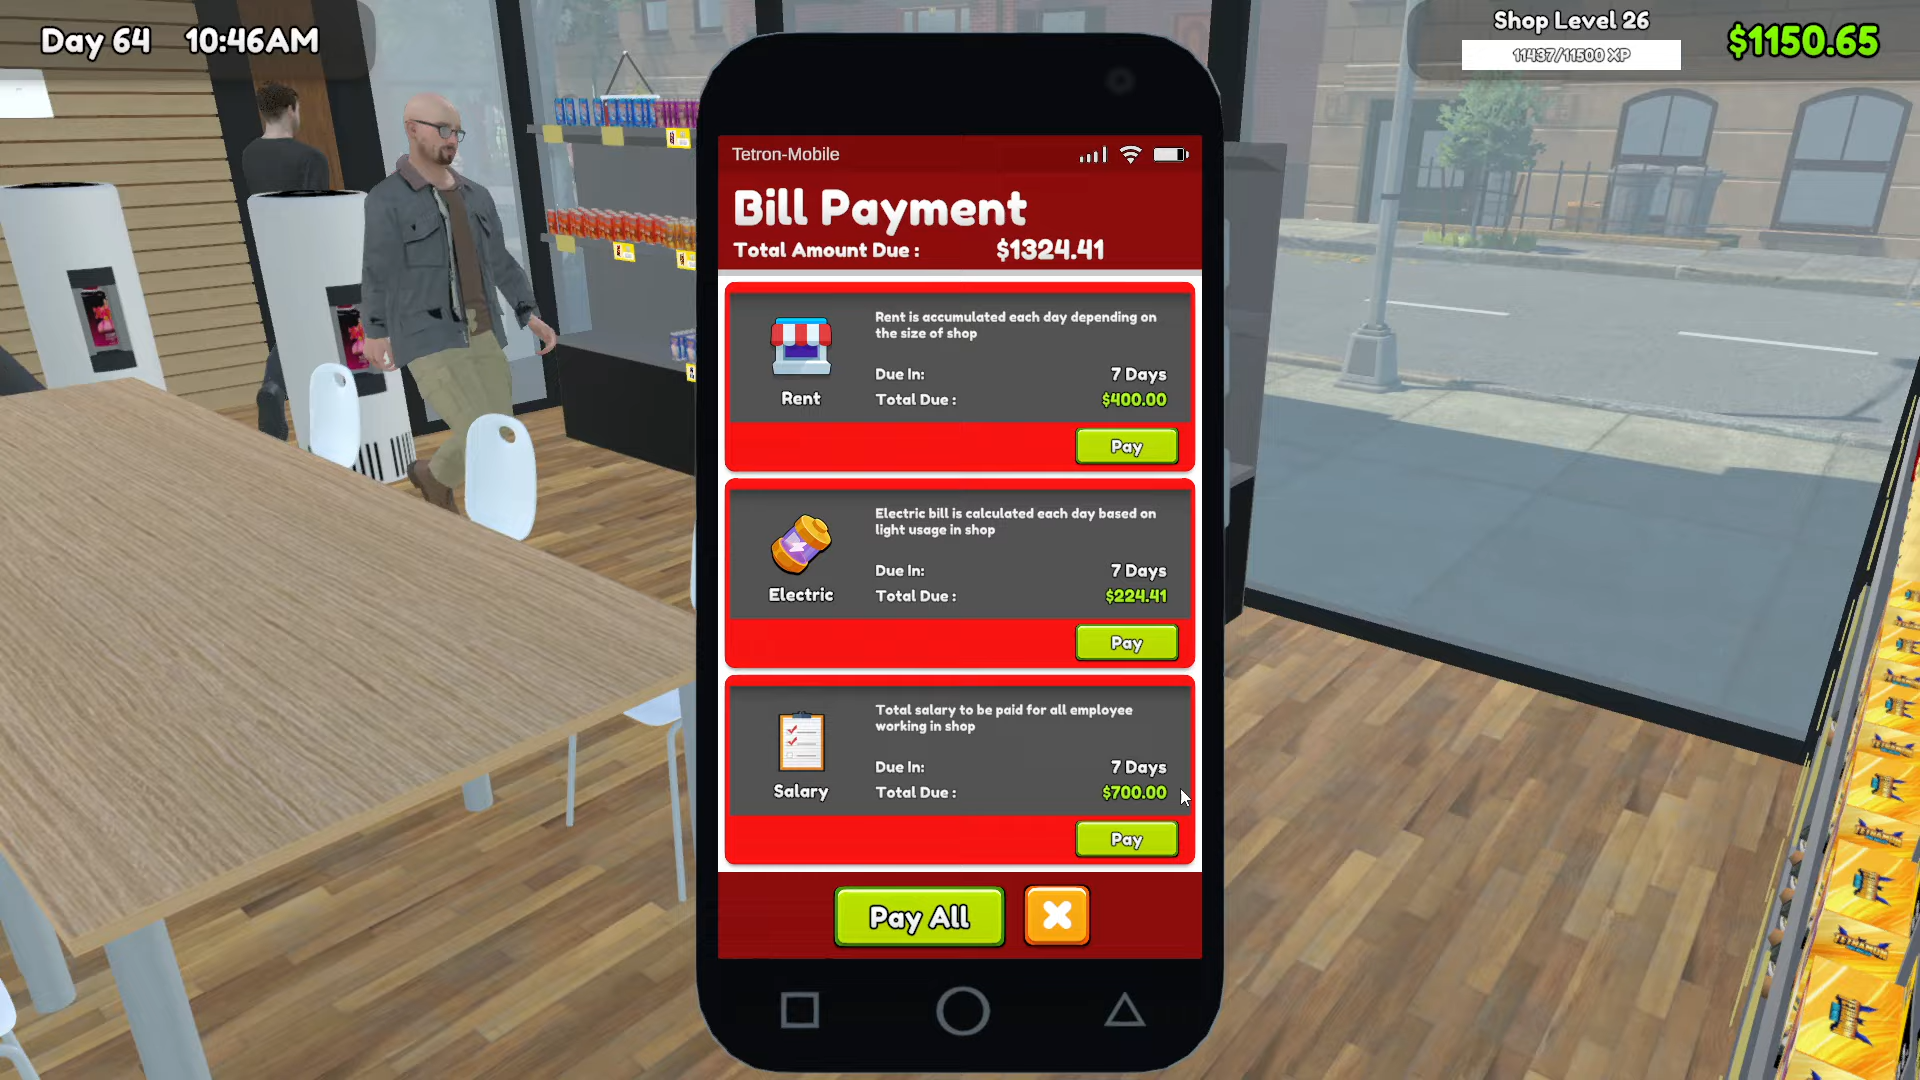 Day 64 10:46AM
Shop Level 26
11437/11500 XP
$1150.65
Tetron-Mobile
Bill Payment
Total Amount Due : $1324.41
Rent is accumulated each day depending on
the size of shop
Due In: 7 Days
Rent
Total Due : $400.00
Pay
Electric bill is calculated each day based on
light usage in shop
Due In: 7 Days
Electric
Total Due : $224.41
Pay
Total salary to be paid for all employee
working in shop
Due In: 7 Days
Salary
Total Due : $700.00
Pay
Pay All